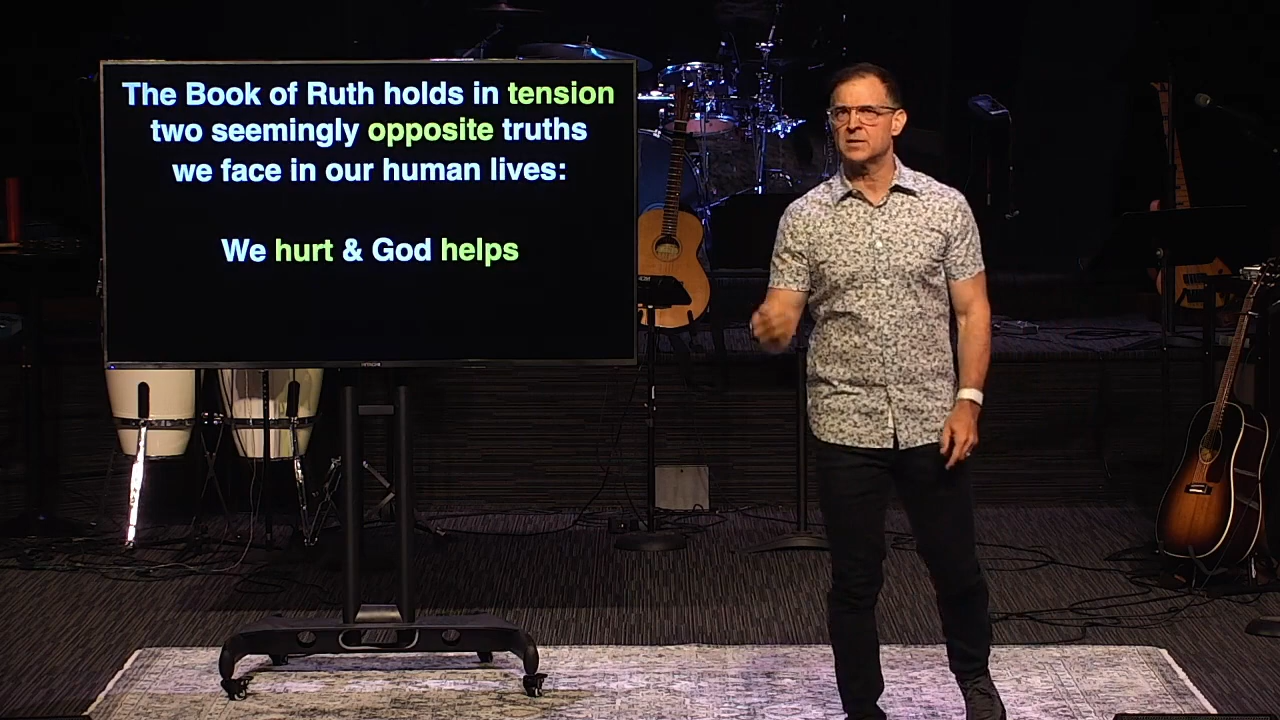 The Book of Ruth holds in tension
two seemingly opposite truths
we face in our human lives:
We hurt & God helps
HITACHI